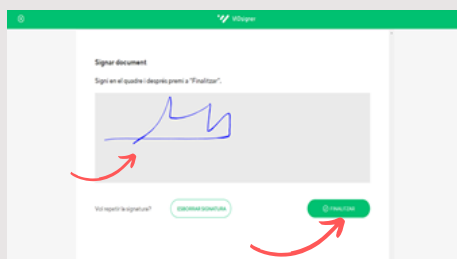 VIDsigner
Signar document
Signi en el quadre i després premi a "Finalitzar".
Vol repetir la signatura?
ESBORRAR SIGNATURA
FINALITZAR